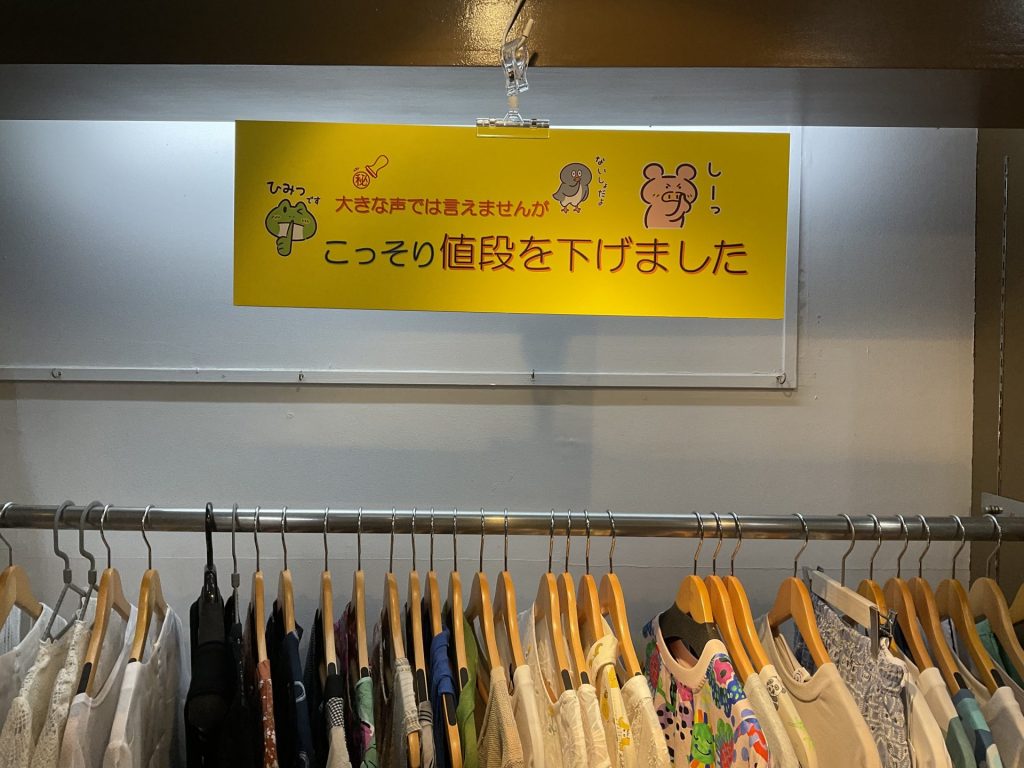 ひみつ
です
㊙
大きな声では言えませんが
ないしょだよ
しーっ
こっそり値段を下げました